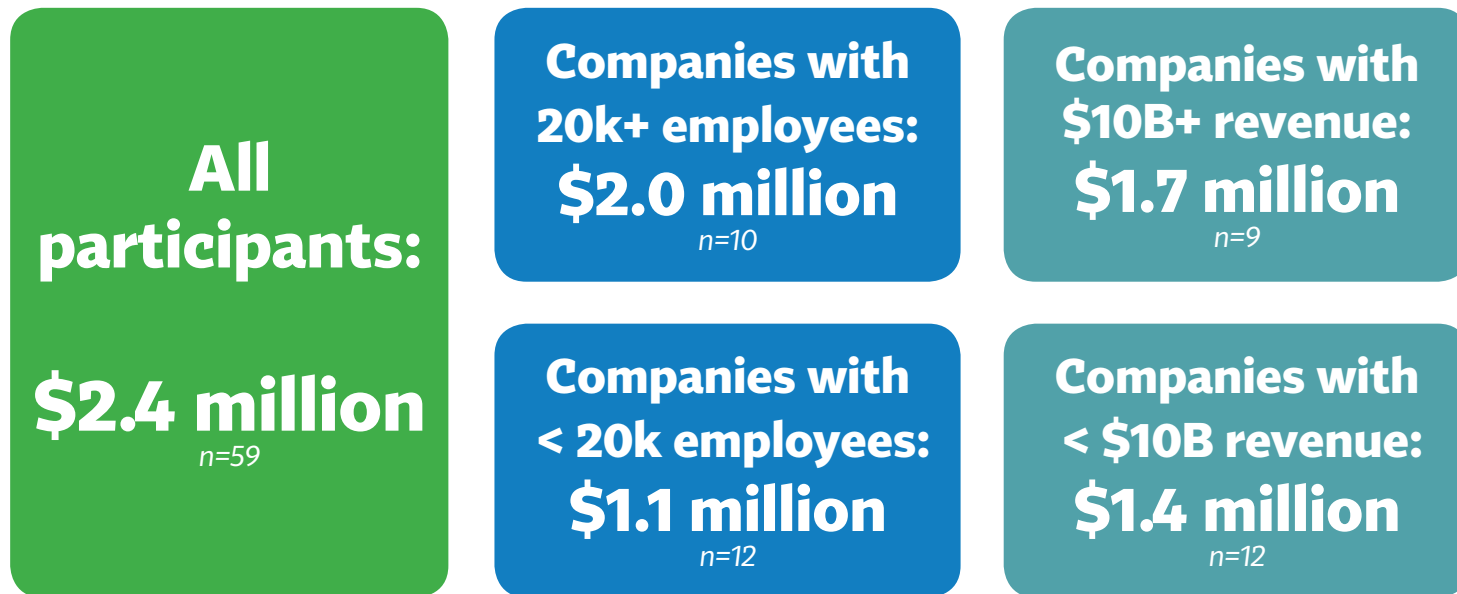 All
participants:
$2.4 million
n=59
Companies with
20k+ employees:
$2.0 million
n=10
Companies with
$10B+ revenue:
$1.7 million
n=9
Companies with
< 20k employees:
$1.1 million
n=12
Companies with
< $10B revenue:
$1.4 million
n=12